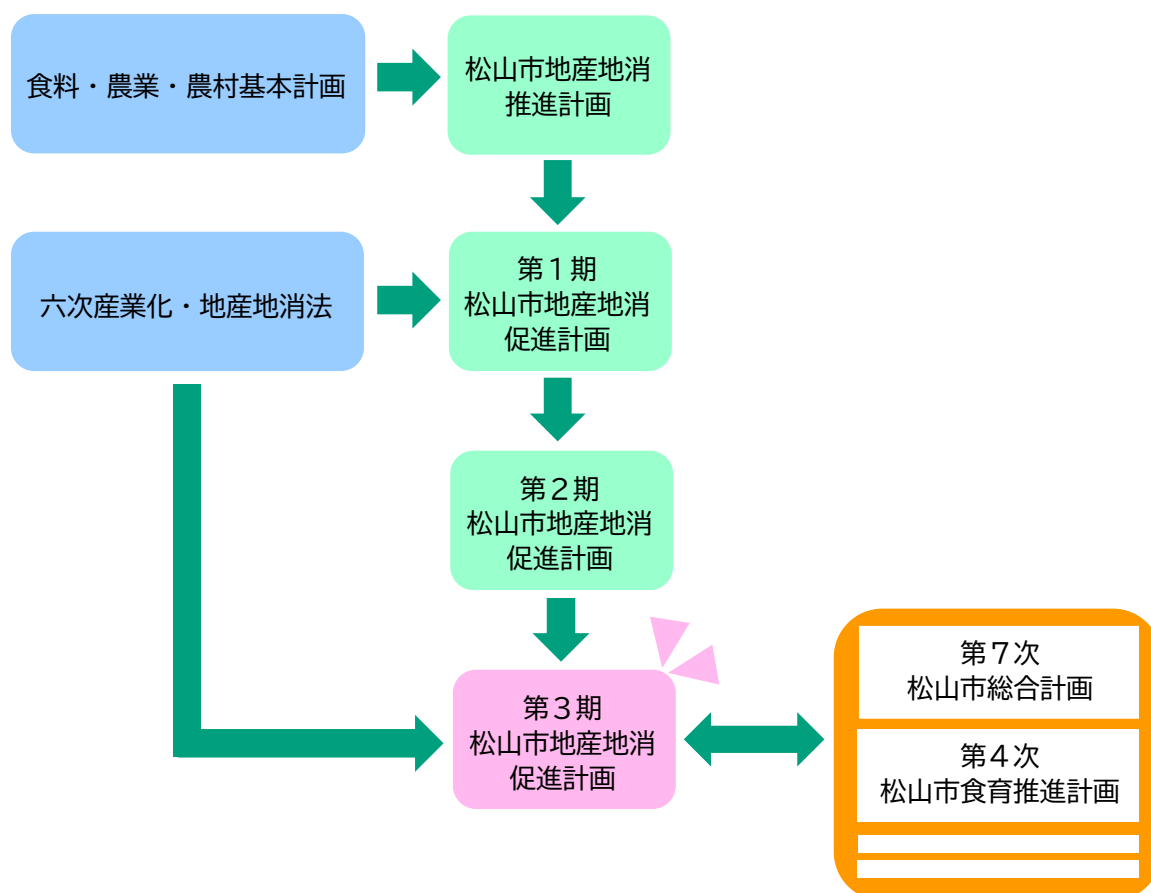 食料・農業・農村基本計画
松山市地産地消
推進計画
六次産業化・地産地消法
第１期
松山市地産地消
促進計画
第２期
松山市地産地消
促進計画
第３期
松山市地産地消
促進計画
第７次
松山市総合計画
第４次
松山市食育推進計画